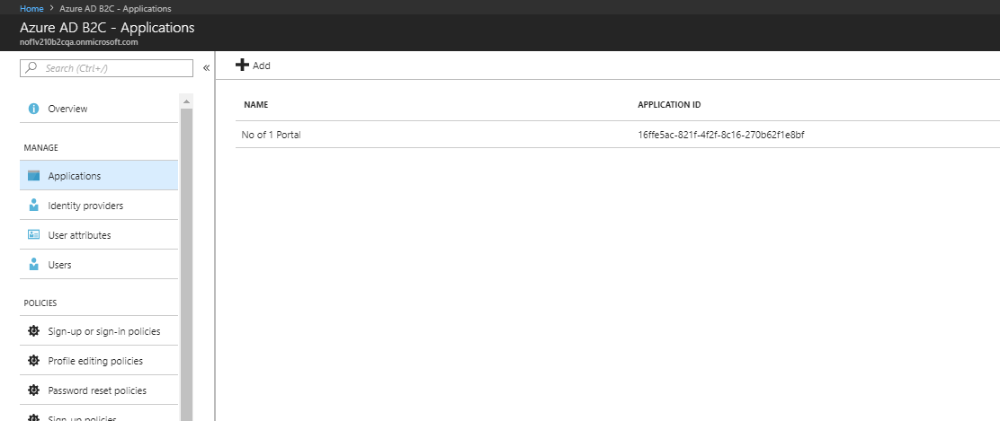 Home > Azure AD B2C - Applications
Azure AD B2C - Applications
nof1v210b2cqa.onmicrosoft.com
Search (Ctrl+/)
«
Add
Overview
MANAGE
Applications
Identity providers
User attributes
Users
POLICIES
Sign-up or sign-in policies
Profile editing policies
Password reset policies
Sign-up policies
NAME APPLICATION ID
No of 1 Portal 16ffe5ac-821f-4f2f-8c16-270b62f1e8bf